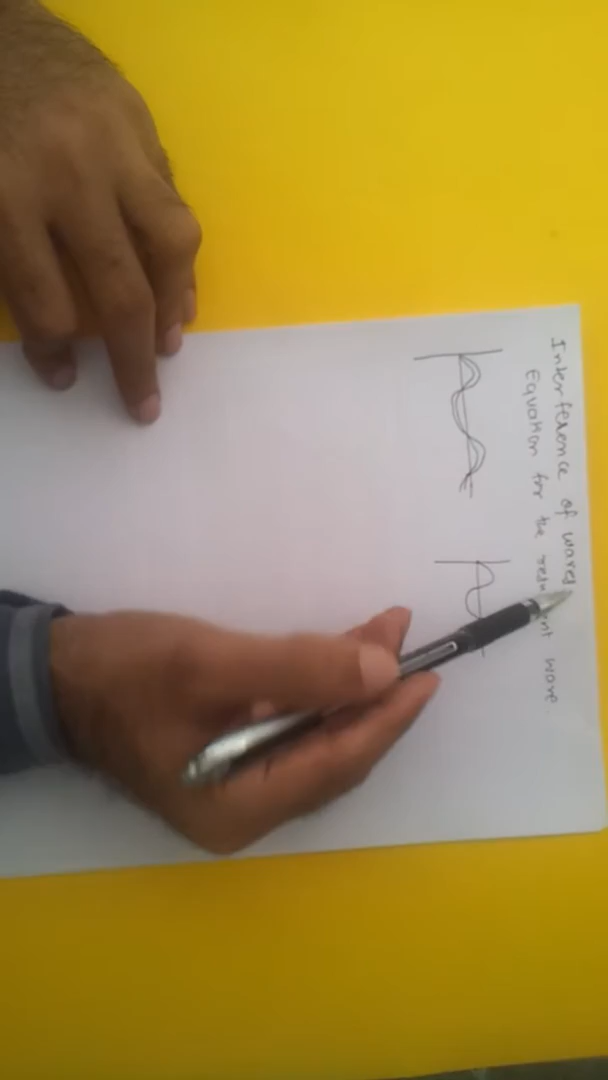 Interference of waves
Equation for the wave.